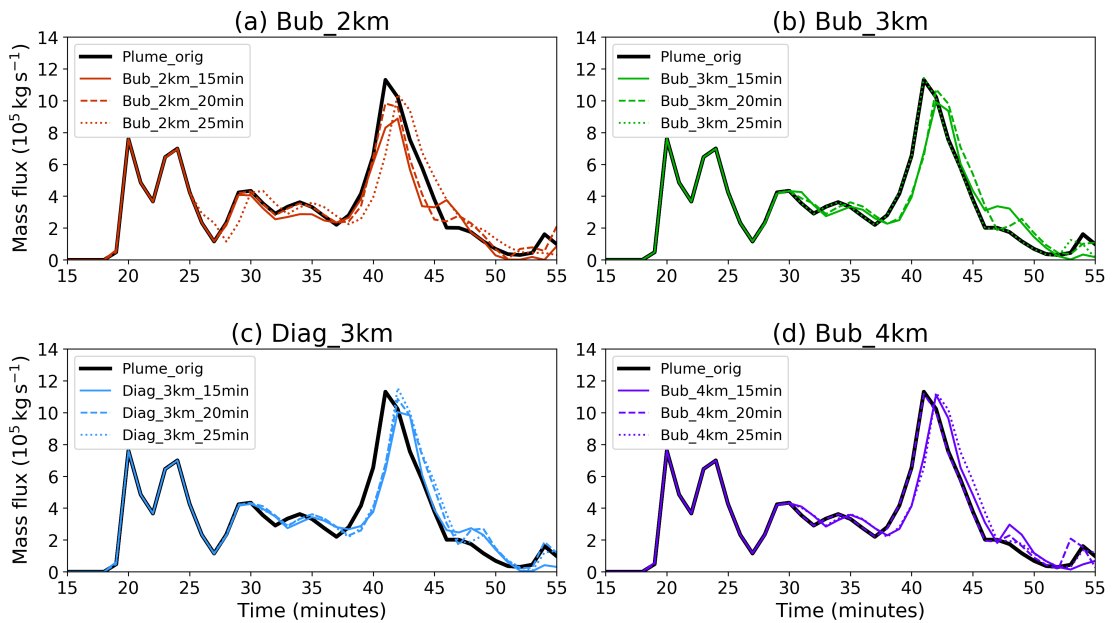 (a) Bub_2km
Mass flux (10⁵ kg s⁻¹)
14
12
10
8
6
4
2
0
Plume_orig
Bub_2km_15min
Bub_2km_20min
Bub_2km_25min
15 20 25 30 35 40 45 50 55
(b) Bub_3km
14
12
10
8
6
4
2
0
Plume_orig
Bub_3km_15min
Bub_3km_20min
Bub_3km_25min
15 20 25 30 35 40 45 50 55
(c) Diag_3km
Mass flux (10⁵ kg s⁻¹)
14
12
10
8
6
4
2
0
Plume_orig
Diag_3km_15min
Diag_3km_20min
Diag_3km_25min
15 20 25 30 35 40 45 50 55
Time (minutes)
(d) Bub_4km
14
12
10
8
6
4
2
0
Plume_orig
Bub_4km_15min
Bub_4km_20min
Bub_4km_25min
15 20 25 30 35 40 45 50 55
Time (minutes)